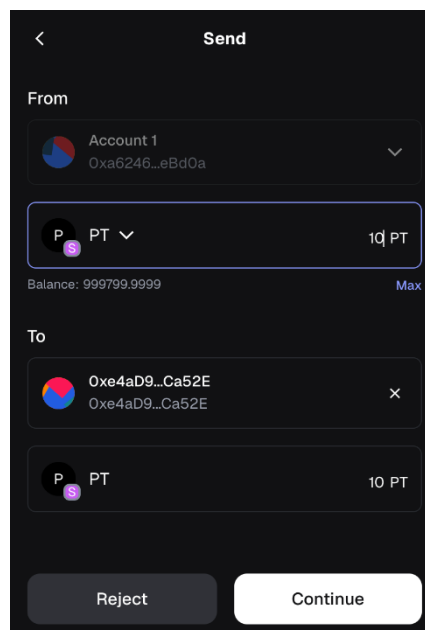 Send
From
Account 1
0xa6246...eBd0a
P S PT 10 PT
Balance: 999799.9999 Max
To
0xe4aD9...Ca52E
0xe4aD9...Ca52E
P S PT 10 PT
Reject Continue